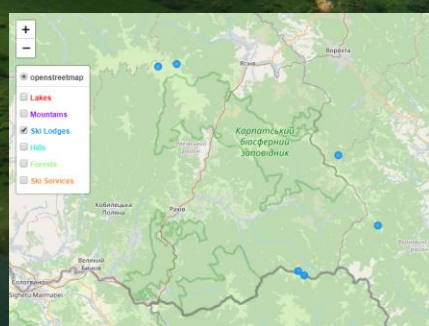 +
Ясіня
Ворохта
−
openstreetmap
Lakes
Mountains
Ski Lodges
Hills
Forests
Ski Services
Карпатський
біосферний
заповідник
Кобилецька
Поляна
Рахів
Великий
Бичків
Солотвино
Sighetu Marmației